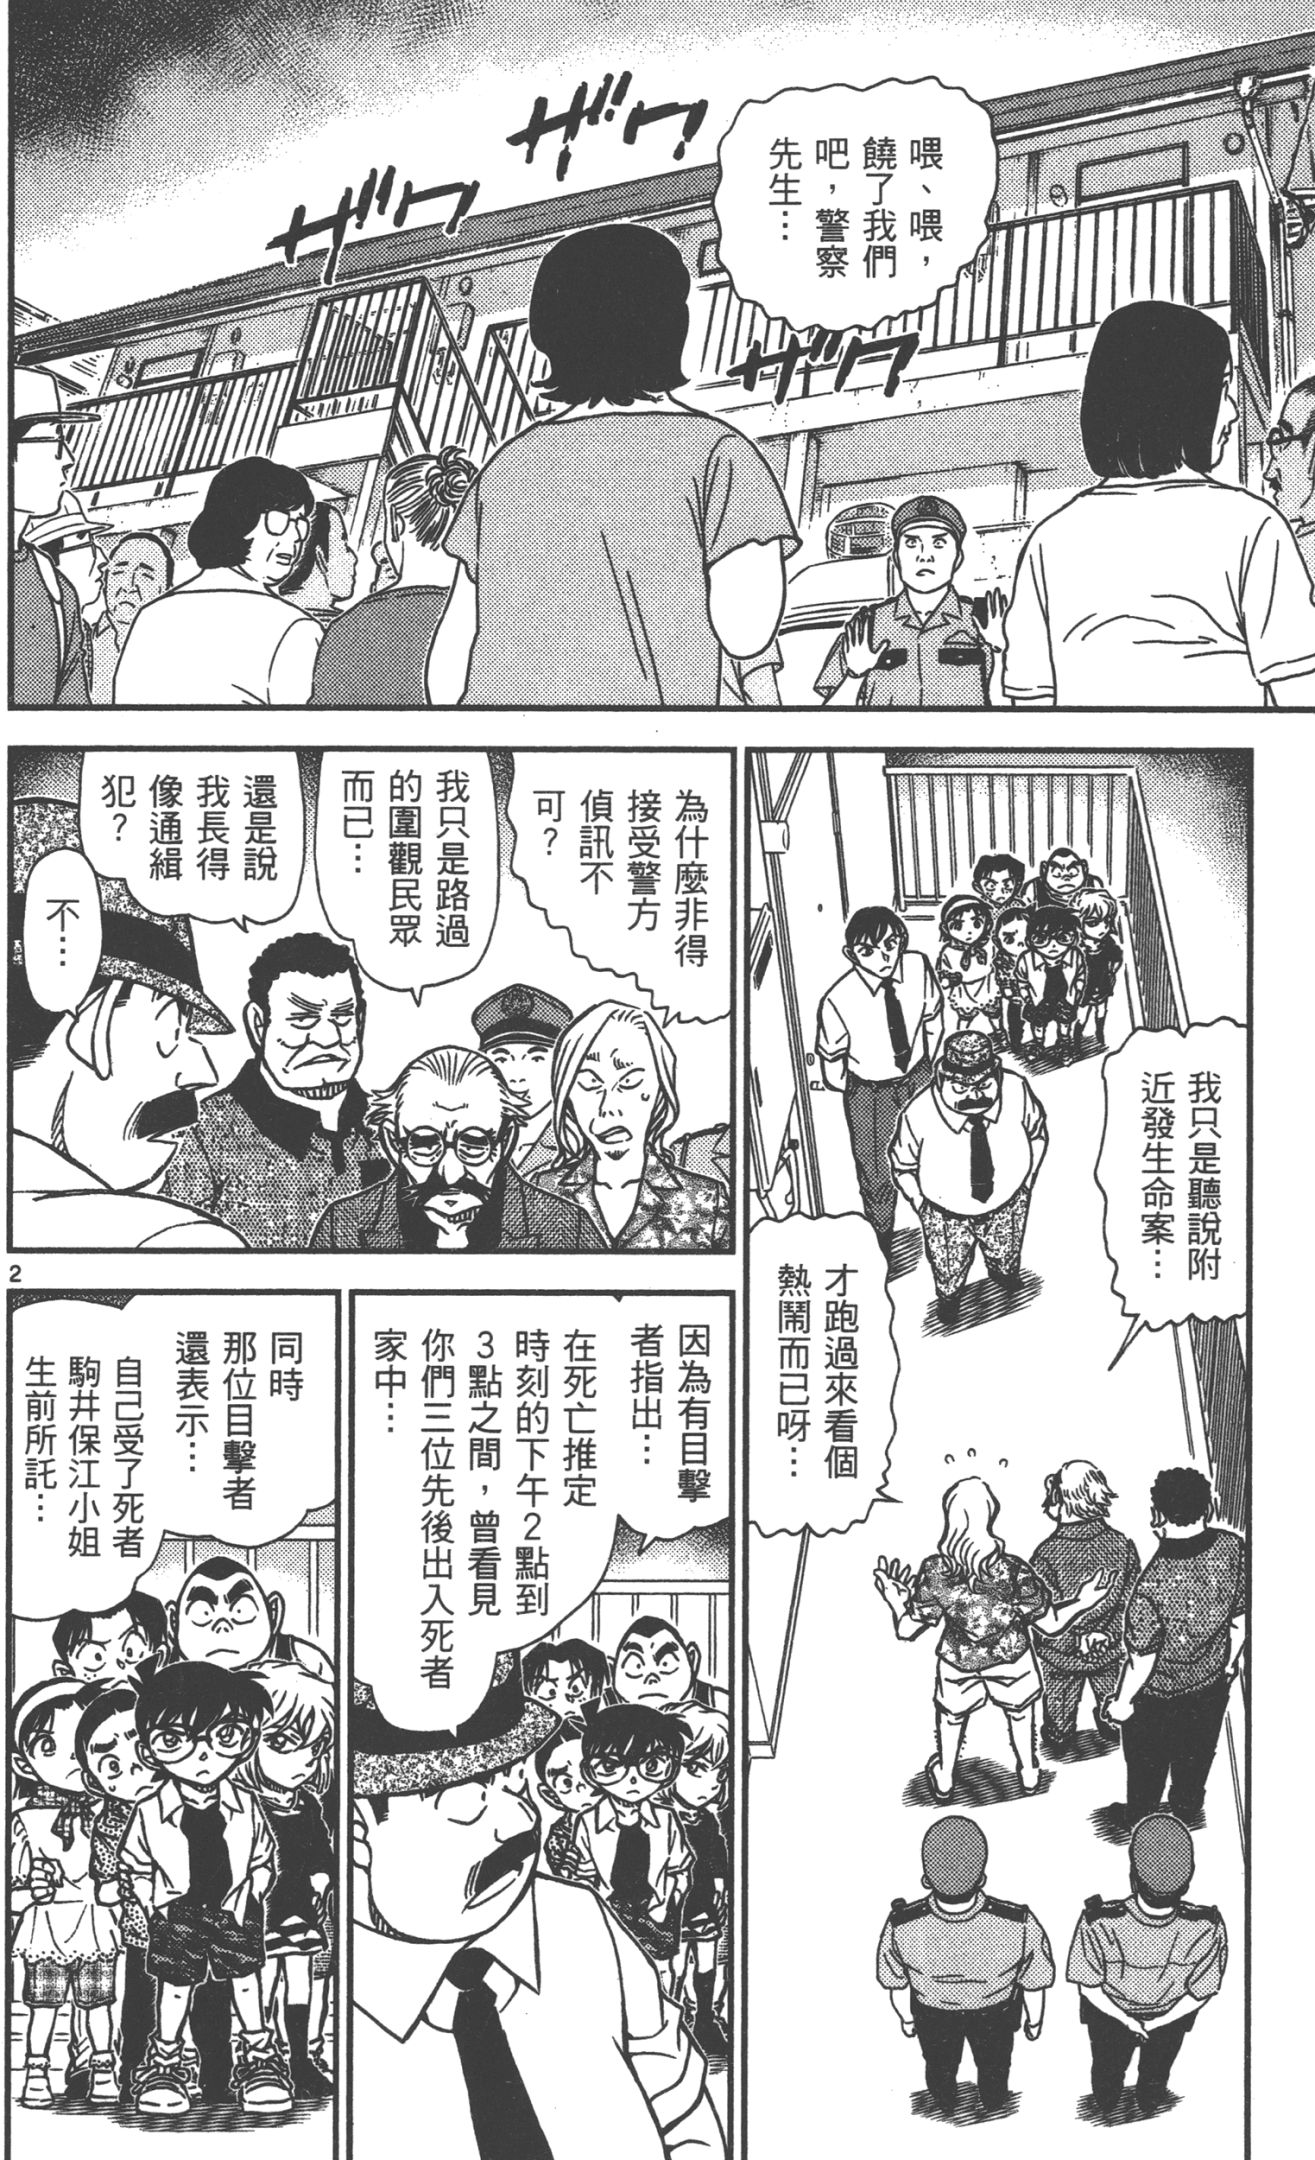 ザワ
ザワ
ザワ
喂、喂，
饒了我們
吧，警察
先生…
我只是聽說附
近發生命案…
才跑過來看個
熱鬧而已呀…
為什麼非得
接受警方
偵訊不
可？
我只是路過
的圍觀民眾
而已…
還是說
我長得
像通緝
犯？
不…
2
因為有目擊
者指出…
在死亡推定
時刻的下午2點到
3點之間，曾看見
你們三位先後出入死者
家中…
同時
那位目擊者
還表示…
自己受了死者
駒井保江小姐
生前所託…